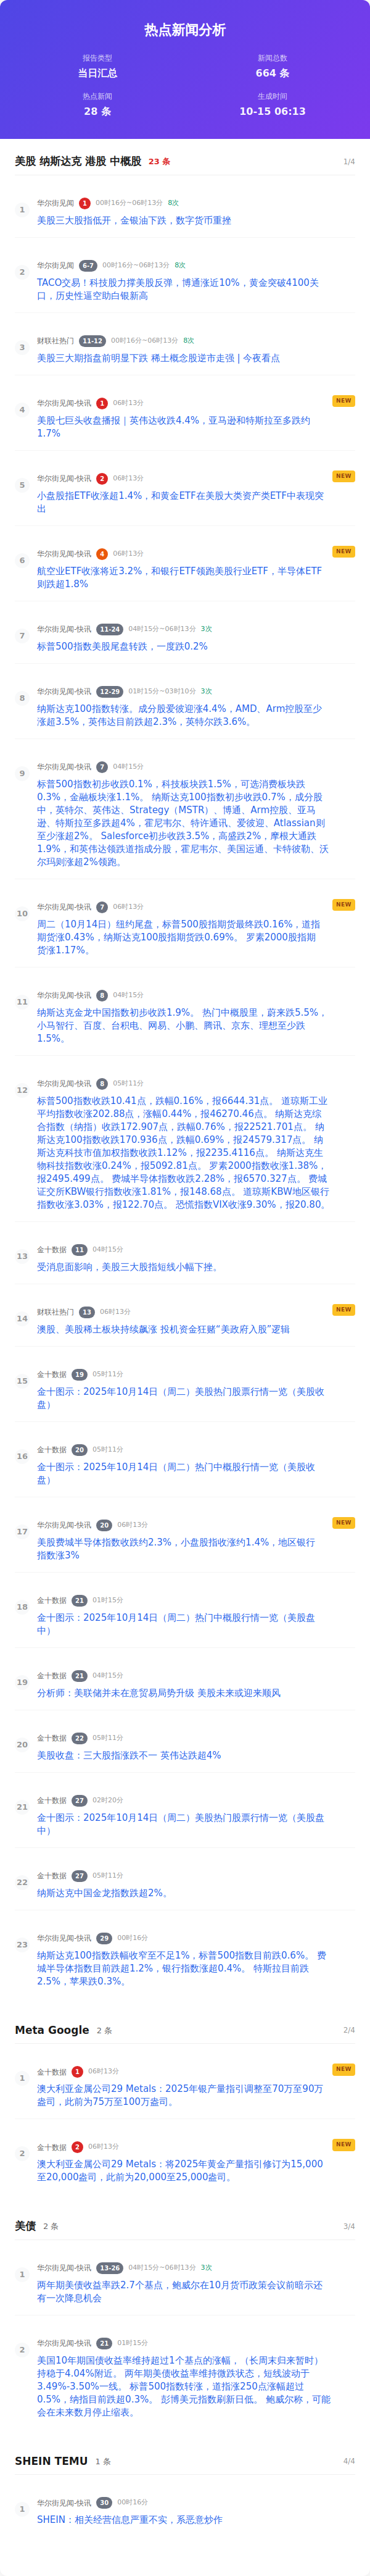 热点新闻分析
报告类型
当日汇总
新闻总数
664 条
热点新闻
28 条
生成时间
10-15 06:13
美股 纳斯达克 港股 中概股 23 条 1/4
1
华尔街见闻 1 00时16分~06时13分 8次
美股三大股指低开，金银油下跌，数字货币重挫
2
华尔街见闻 6-7 00时16分~06时13分 8次
TACO交易！科技股力撑美股反弹，博通涨近10%，黄金突破4100关
口，历史性逼空助白银新高
3
财联社热门 11-12 00时16分~06时13分 8次
美股三大期指盘前明显下跌 稀土概念股逆市走强 | 今夜看点
4
华尔街见闻-快讯 1 06时13分 NEW
美股七巨头收盘播报｜英伟达收跌4.4%，亚马逊和特斯拉至多跌约
1.7%
5
华尔街见闻-快讯 2 06时13分 NEW
小盘股指ETF收涨超1.4%，和黄金ETF在美股大类资产类ETF中表现突
出
6
华尔街见闻-快讯 4 06时13分 NEW
航空业ETF收涨将近3.2%，和银行ETF领跑美股行业ETF，半导体ETF
则跌超1.8%
7
华尔街见闻-快讯 11-24 04时15分~06时13分 3次
标普500指数美股尾盘转跌，一度跌0.2%
8
华尔街见闻-快讯 12-29 01时15分~03时10分 3次
纳斯达克100指数转涨。成分股爱彼迎涨4.4%，AMD、Arm控股至少
涨超3.5%，英伟达目前跌超2.3%，英特尔跌3.6%。
9
华尔街见闻-快讯 7 04时15分
标普500指数初步收跌0.1%，科技板块跌1.5%，可选消费板块跌
0.3%，金融板块涨1.1%。 纳斯达克100指数初步收跌0.7%，成分股
中，英特尔、英伟达、Strategy（MSTR）、博通、Arm控股、亚马
逊、特斯拉至多跌超4%，霍尼韦尔、特许通讯、爱彼迎、Atlassian则
至少涨超2%。 Salesforce初步收跌3.5%，高盛跌2%，摩根大通跌
1.9%，和英伟达领跌道指成分股，霍尼韦尔、美国运通、卡特彼勒、沃
尔玛则涨超2%领跑。
10
华尔街见闻-快讯 7 06时13分 NEW
周二（10月14日）纽约尾盘，标普500股指期货最终跌0.16%，道指
期货涨0.43%，纳斯达克100股指期货跌0.69%。 罗素2000股指期
货涨1.17%。
11
华尔街见闻-快讯 8 04时15分
纳斯达克金龙中国指数初步收跌1.9%。 热门中概股里，蔚来跌5.5%，
小马智行、百度、台积电、网易、小鹏、腾讯、京东、理想至少跌
1.5%。
12
华尔街见闻-快讯 8 05时11分
标普500指数收跌10.41点，跌幅0.16%，报6644.31点。 道琼斯工业
平均指数收涨202.88点，涨幅0.44%，报46270.46点。 纳斯达克综
合指数（纳指）收跌172.907点，跌幅0.76%，报22521.701点。 纳
斯达克100指数收跌170.936点，跌幅0.69%，报24579.317点。 纳
斯达克科技市值加权指数收跌1.12%，报2235.4116点。 纳斯达克生
物科技指数收涨0.24%，报5092.81点。 罗素2000指数收涨1.38%，
报2495.499点。 费城半导体指数收跌2.28%，报6570.327点。 费城
证交所KBW银行指数收涨1.81%，报148.68点。 道琼斯KBW地区银行
指数收涨3.03%，报122.70点。 恐慌指数VIX收涨9.30%，报20.80。
13
金十数据 11 04时15分
受消息面影响，美股三大股指短线小幅下挫。
14
财联社热门 13 06时13分 NEW
澳股、美股稀土板块持续飙涨 投机资金狂赌“美政府入股”逻辑
15
金十数据 19 05时11分
金十图示：2025年10月14日（周二）美股热门股票行情一览（美股收
盘）
16
金十数据 20 05时11分
金十图示：2025年10月14日（周二）热门中概股行情一览（美股收
盘）
17
华尔街见闻-快讯 20 06时13分 NEW
美股费城半导体指数收跌约2.3%，小盘股指收涨约1.4%，地区银行
指数涨3%
18
金十数据 21 01时15分
金十图示：2025年10月14日（周二）热门中概股行情一览（美股盘
中）
19
金十数据 21 04时15分
分析师：美联储并未在意贸易局势升级 美股未来或迎来顺风
20
金十数据 22 05时11分
美股收盘：三大股指涨跌不一 英伟达跌超4%
21
金十数据 27 02时20分
金十图示：2025年10月14日（周二）美股热门股票行情一览（美股盘
中）
22
金十数据 27 05时11分
纳斯达克中国金龙指数跌超2%。
23
华尔街见闻-快讯 29 00时16分
纳斯达克100指数跌幅收窄至不足1%，标普500指数目前跌0.6%。 费
城半导体指数目前跌超1.2%，银行指数涨超0.4%。 特斯拉目前跌
2.5%，苹果跌0.3%。
Meta Google 2 条 2/4
1
金十数据 1 06时13分 NEW
澳大利亚金属公司29 Metals：2025年银产量指引调整至70万至90万
盎司，此前为75万至100万盎司。
2
金十数据 2 06时13分 NEW
澳大利亚金属公司29 Metals：将2025年黄金产量指引修订为15,000
至20,000盎司，此前为20,000至25,000盎司。
美债 2 条 3/4
1
华尔街见闻-快讯 13-26 04时15分~06时13分 3次
两年期美债收益率跌2.7个基点，鲍威尔在10月货币政策会议前暗示还
有一次降息机会
2
华尔街见闻-快讯 21 01时15分
美国10年期国债收益率维持超过1个基点的涨幅，（长周末归来暂时）
持稳于4.04%附近。 两年期美债收益率维持微跌状态，短线波动于
3.49%-3.50%一线。 标普500指数转涨，道指涨250点涨幅超过
0.5%，纳指目前跌超0.3%。 彭博美元指数刷新日低。 鲍威尔称，可能
会在未来数月停止缩表。
SHEIN TEMU 1 条 4/4
1
华尔街见闻-快讯 30 00时16分
SHEIN：相关经营信息严重不实，系恶意炒作